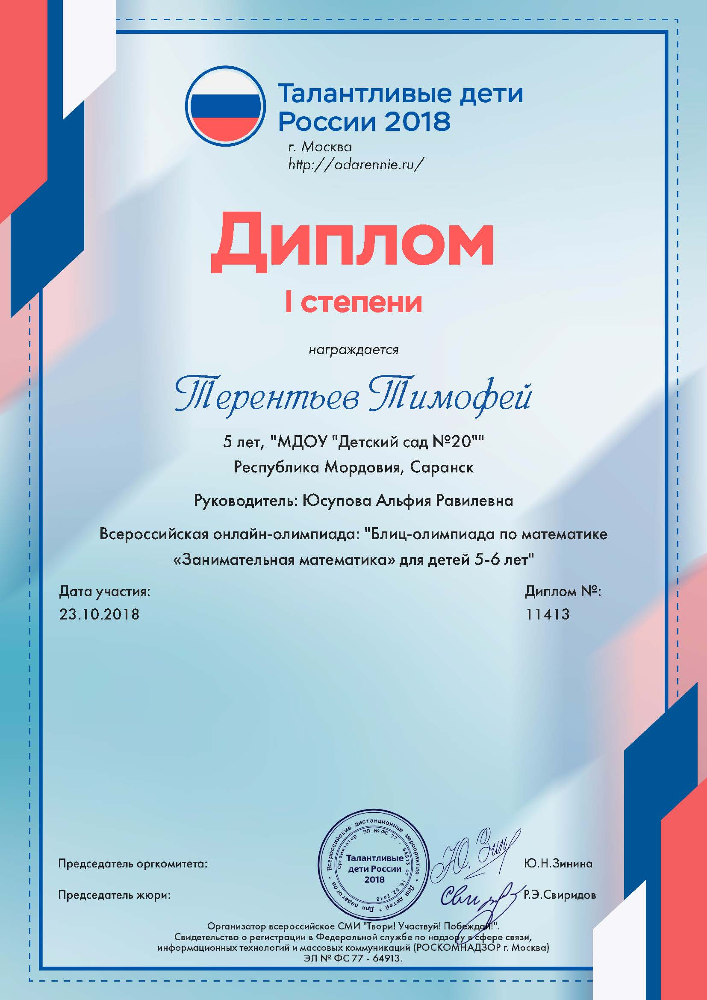 Талантливые дети
России 2018
г. Москва
http://odarennie.ru/
Диплом
I степени
награждается
Терентьев Тимофей
5 лет, "МДОУ "Детский сад №20""
Республика Мордовия, Саранск
Руководитель: Юсупова Альфия Равилевна
Всероссийская онлайн-олимпиада: "Блиц-олимпиада по математике
«Занимательная математика» для детей 5-6 лет"
Дата участия:
23.10.2018
Диплом №:
11413
Всероссийские дистанционные мероприятия * Для детей * Для педагогов *
Организатор ЭЛ № ФС 77 - 64913 от 16.02.2016
Талантливые
дети России
2018
Председатель оргкомитета:
Ю. Зин
Ю.Н.Зинина
Председатель жюри:
Р.Э.Свиридов
Организатор всероссийское СМИ "Твори! Участвуй! Побеждай!".
Свидетельство о регистрации в Федеральной службе по надзору в сфере связи,
информационных технологий и массовых коммуникаций (РОСКОМНАДЗОР г. Москва)
ЭЛ № ФС 77 - 64913.